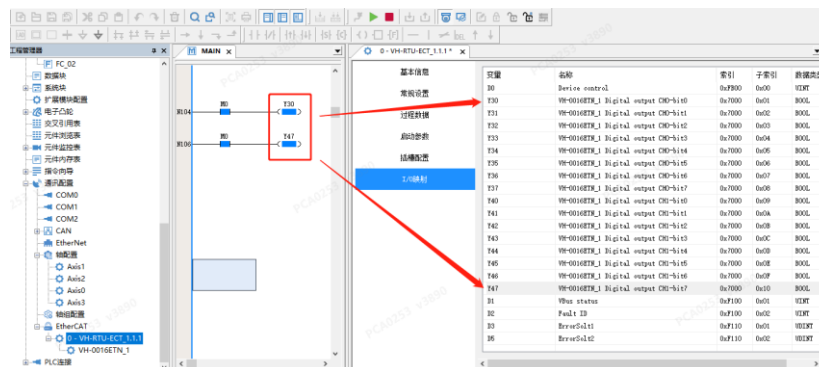 工程管理器
MAIN
0 - VH-RTU-ECT_1.1.1 *
FC_02
数据块
系统块
扩展模块配置
电子凸轮
交叉引用表
元件浏览表
元件监控表
元件内存表
指令向导
通讯配置
COM0
COM1
COM2
CAN
EtherNet
轴配置
Axis1
Axis2
Axis0
Axis3
轴组配置
EtherCAT
0 - VH-RTU-ECT_1.1.1
VH-0016ETN_1
PLC连接
N104
M0
Y30
N106
M0
Y47
基本信息
常规设置
过程数据
启动参数
插槽配置
I/O映射
变量 名称 索引 子索引 数据类型
D0 Device control 0xF800 0x00 UINT
Y30 VH-0016ETN_1 Digital output CH0-bit0 0x7000 0x01 BOOL
Y31 VH-0016ETN_1 Digital output CH0-bit1 0x7000 0x02 BOOL
Y32 VH-0016ETN_1 Digital output CH0-bit2 0x7000 0x03 BOOL
Y33 VH-0016ETN_1 Digital output CH0-bit3 0x7000 0x04 BOOL
Y34 VH-0016ETN_1 Digital output CH0-bit4 0x7000 0x05 BOOL
Y35 VH-0016ETN_1 Digital output CH0-bit5 0x7000 0x06 BOOL
Y36 VH-0016ETN_1 Digital output CH0-bit6 0x7000 0x07 BOOL
Y37 VH-0016ETN_1 Digital output CH0-bit7 0x7000 0x08 BOOL
Y40 VH-0016ETN_1 Digital output CH1-bit0 0x7000 0x09 BOOL
Y41 VH-0016ETN_1 Digital output CH1-bit1 0x7000 0x0A BOOL
Y42 VH-0016ETN_1 Digital output CH1-bit2 0x7000 0x0B BOOL
Y43 VH-0016ETN_1 Digital output CH1-bit3 0x7000 0x0C BOOL
Y44 VH-0016ETN_1 Digital output CH1-bit4 0x7000 0x0D BOOL
Y45 VH-0016ETN_1 Digital output CH1-bit5 0x7000 0x0E BOOL
Y46 VH-0016ETN_1 Digital output CH1-bit6 0x7000 0x0F BOOL
Y47 VH-0016ETN_1 Digital output CH1-bit7 0x7000 0x10 BOOL
D1 VBus status 0xF100 0x01 UINT
D2 Fault ID 0xF100 0x02 UINT
D3 ErrorSolt1 0xF110 0x01 UDINT
D5 ErrorSolt2 0xF110 0x02 UDINT